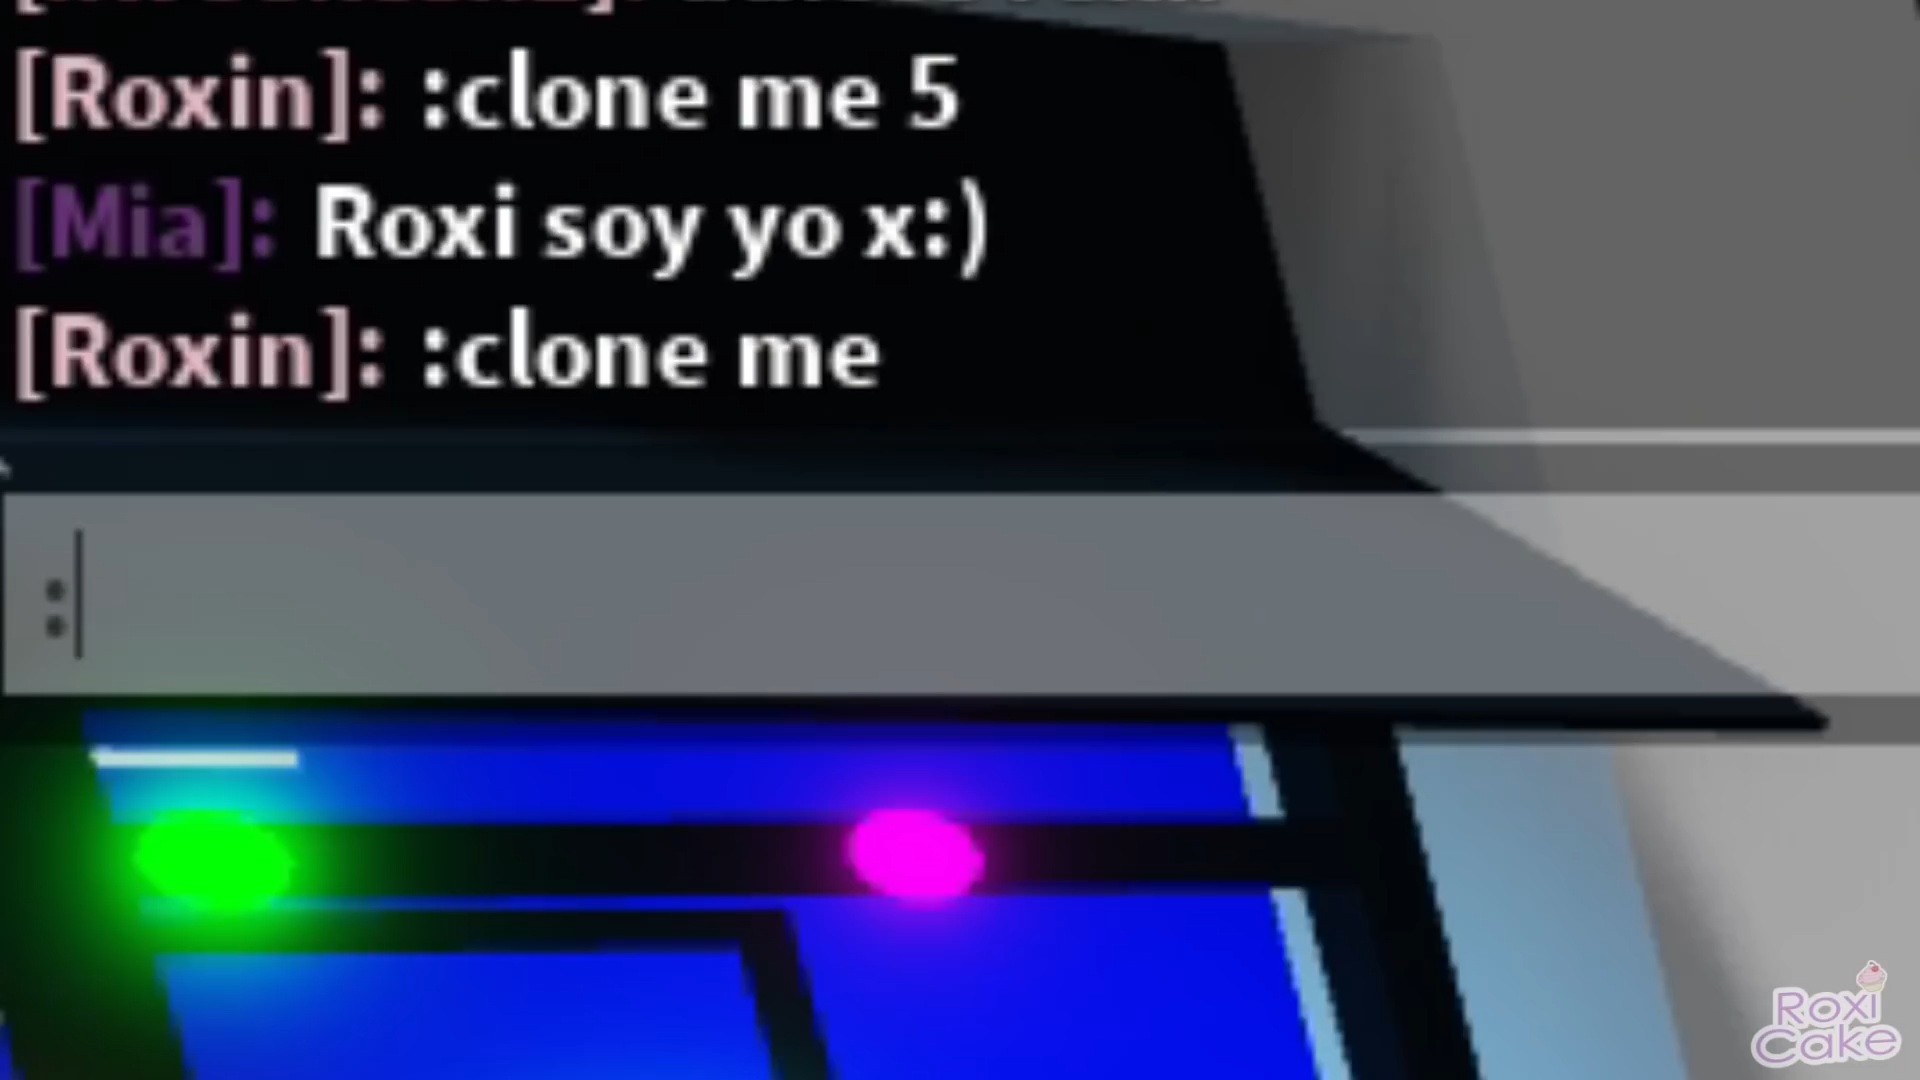 [Roxin]: :clone me 5
[Mia]: Roxi soy yo x:)
[Roxin]: :clone me
:
Roxi
Cake